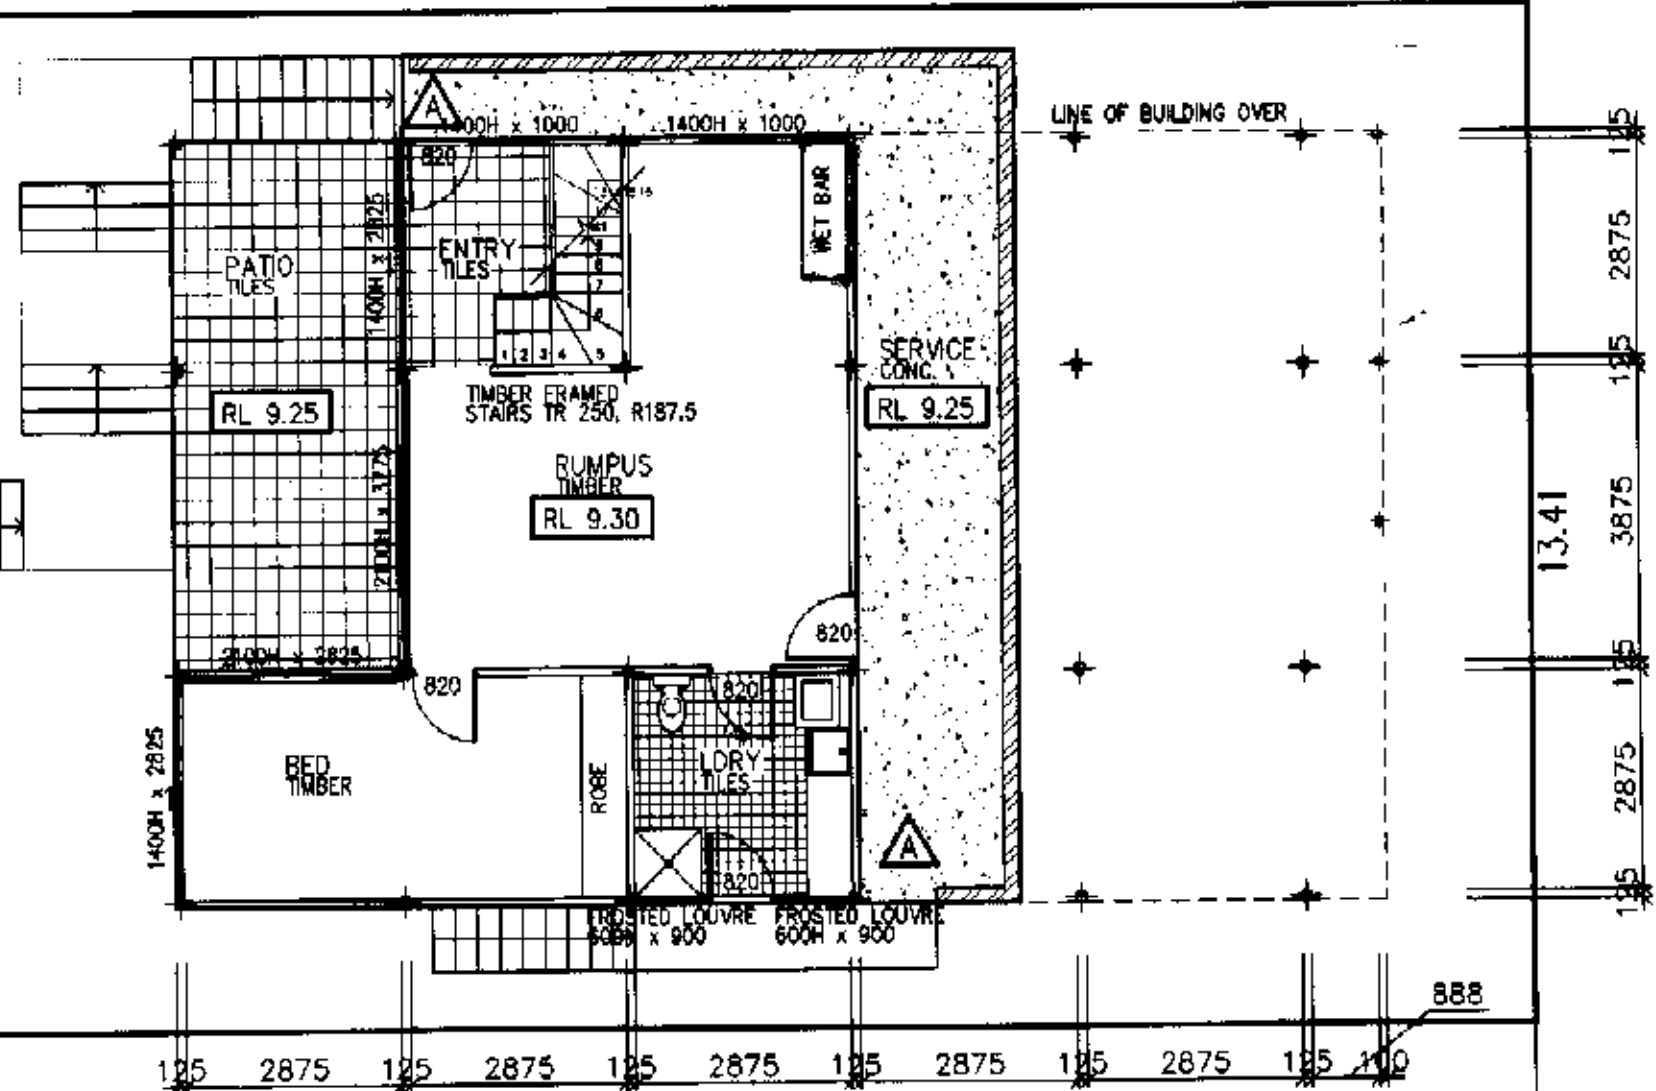 LINE OF BUILDING OVER
A
1400H x 1000
1400H x 1000
125
820
WET BAR
2875
1400H x 2825
ENTRY
TILES
PATIO
TILES
11
9
8
7
6
1 2 3 4 5
SERVICE
CONC.
125
TIMBER FRAMED
STAIRS TR 250, R187.5
RL 9.25
RL 9.25
RUMPUS
TIMBER
RL 9.30
2100H x 3775
3875
13.41
820
2100H x 2825
125
820
820
BED
TIMBER
ROBE
LDRY
TILES
1400H x 2825
2875
A
820
125
FROSTED LOUVRE
600H x 900
FROSTED LOUVRE
600H x 900
888
125 2875 125 2875 125 2875 125 2875 125 2875 125 110